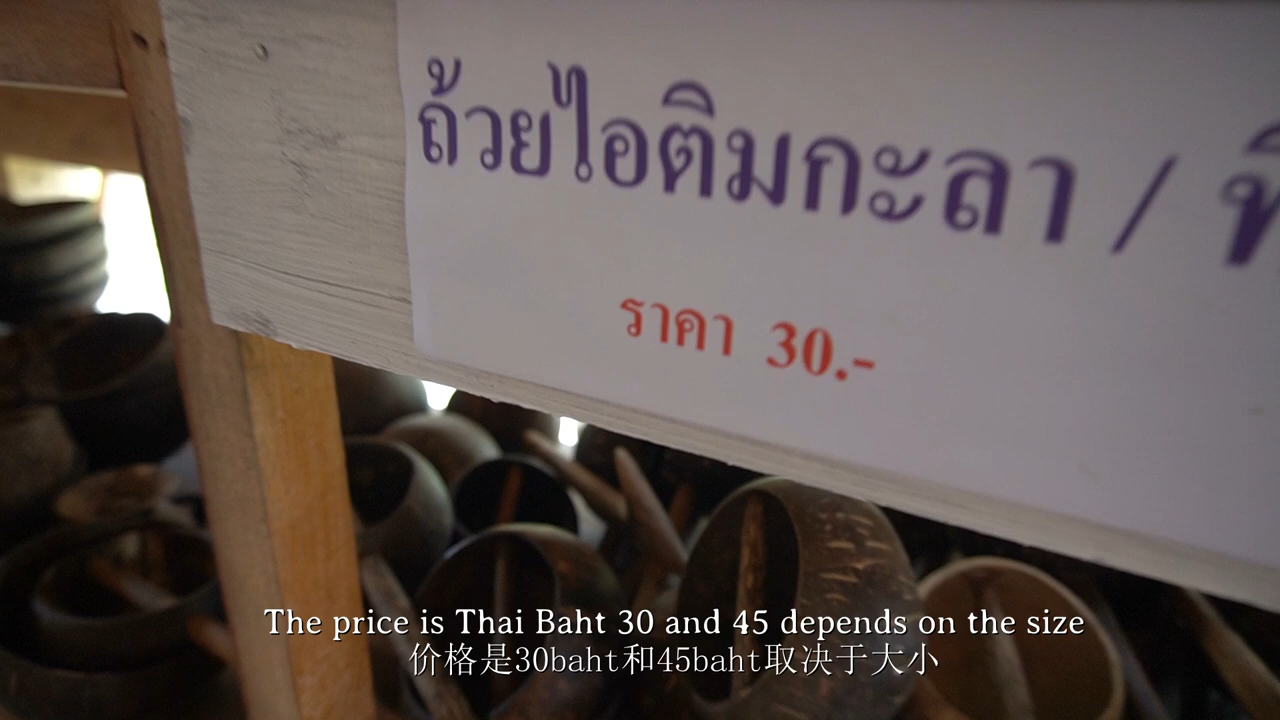 ถ้วยไอติมกะลา /
ราคา 30.-
The price is Thai Baht 30 and 45 depends on the size
价格是30baht和45baht取决于大小